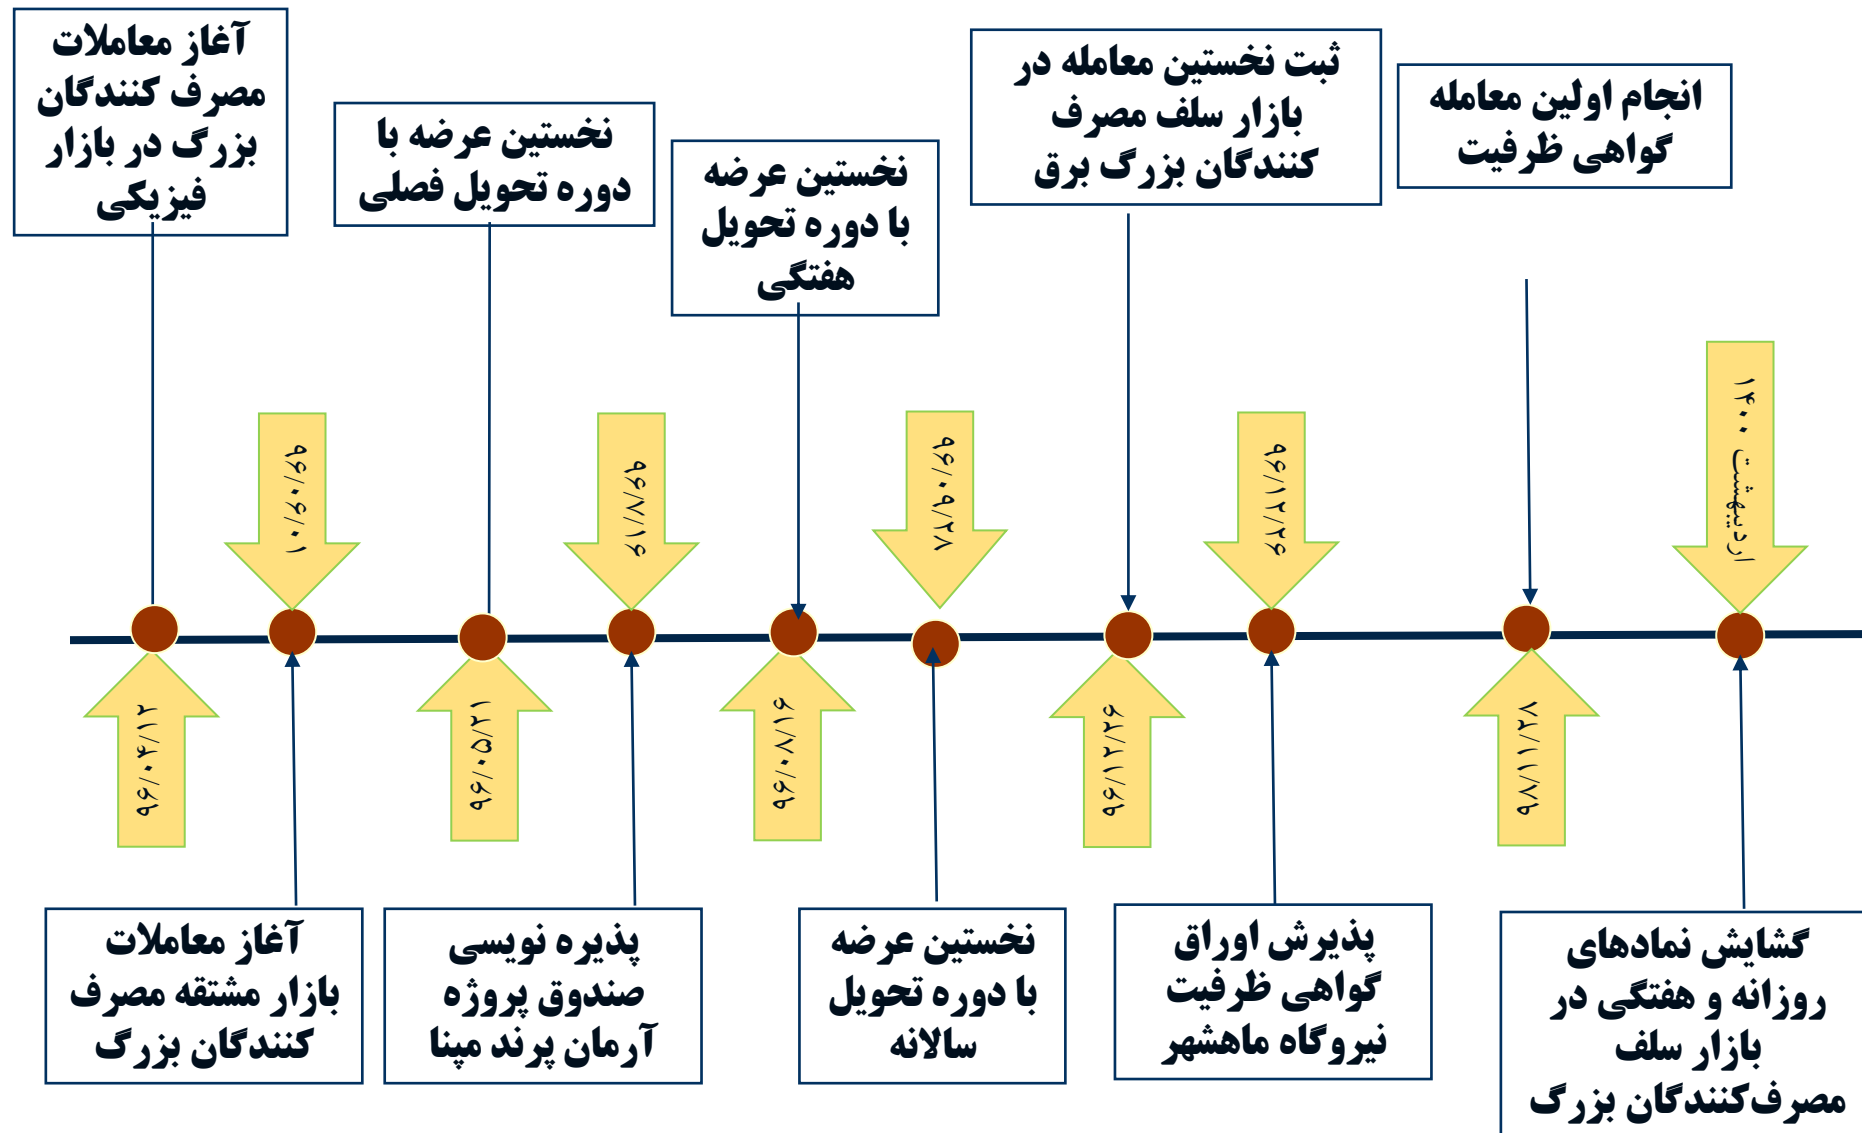 آغاز معاملات
مصرف کنندگان
بزرگ در بازار
فیزیکی
۹۶/۰۴/۱۲
۹۶/۰۶/۰۱
آغاز معاملات
بازار مشتقه مصرف
کنندگان بزرگ
نخستین عرضه با
دوره تحویل فصلی
۹۶/۰۵/۲۱
۹۶/۸/۱۶
پذیره نویسی
صندوق پروژه
آرمان پرند مپنا
نخستین عرضه
با دوره تحویل
هفتگی
۹۶/۰۸/۱۶
۹۶/۰۹/۲۸
نخستین عرضه
با دوره تحویل
سالانه
ثبت نخستین معامله در
بازار سلف مصرف
کنندگان بزرگ برق
۹۶/۱۲/۲۶
۹۶/۱۲/۲۶
پذیرش اوراق
گواهی ظرفیت
نیروگاه ماهشهر
انجام اولین معامله
گواهی ظرفیت
۹۸/۱۱/۲۸
اردیبهشت ۱۴۰۰
گشایش نمادهای
روزانه و هفتگی در
بازار سلف
مصرف‌کنندگان بزرگ